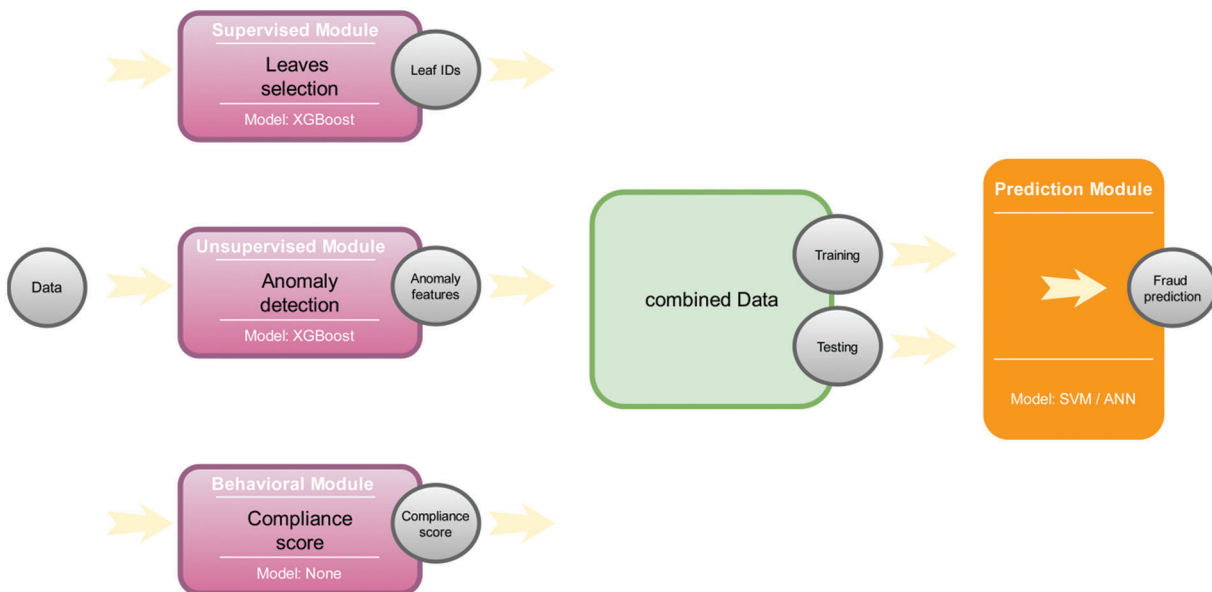 Supervised Module
Leaves
selection
Model: XGBoost
Leaf IDs
Data
Unsupervised Module
Anomaly
detection
Model: XGBoost
Anomaly
features
Behavioral Module
Compliance
score
Model: None
Compliance
score
combined Data
Training
Testing
Prediction Module
Model: SVM / ANN
Fraud
prediction